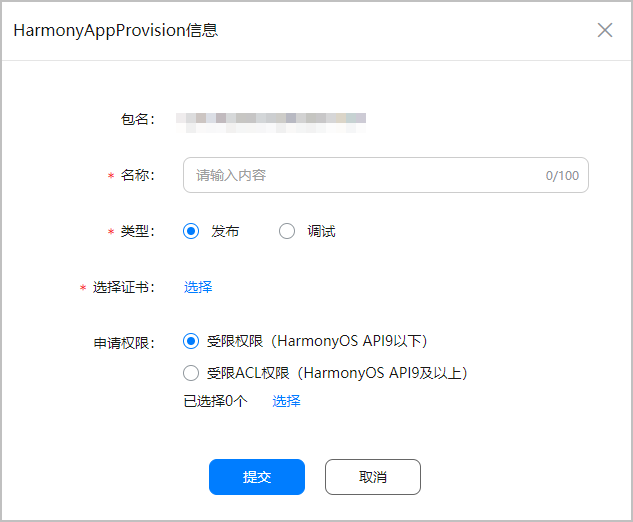 HarmonyAppProvision信息
包名：
* 名称： 请输入内容 0/100
* 类型： 发布 调试
* 选择证书： 选择
申请权限： 受限权限（HarmonyOS API9以下）
受限ACL权限（HarmonyOS API9及以上）
已选择0个 选择
提交 取消